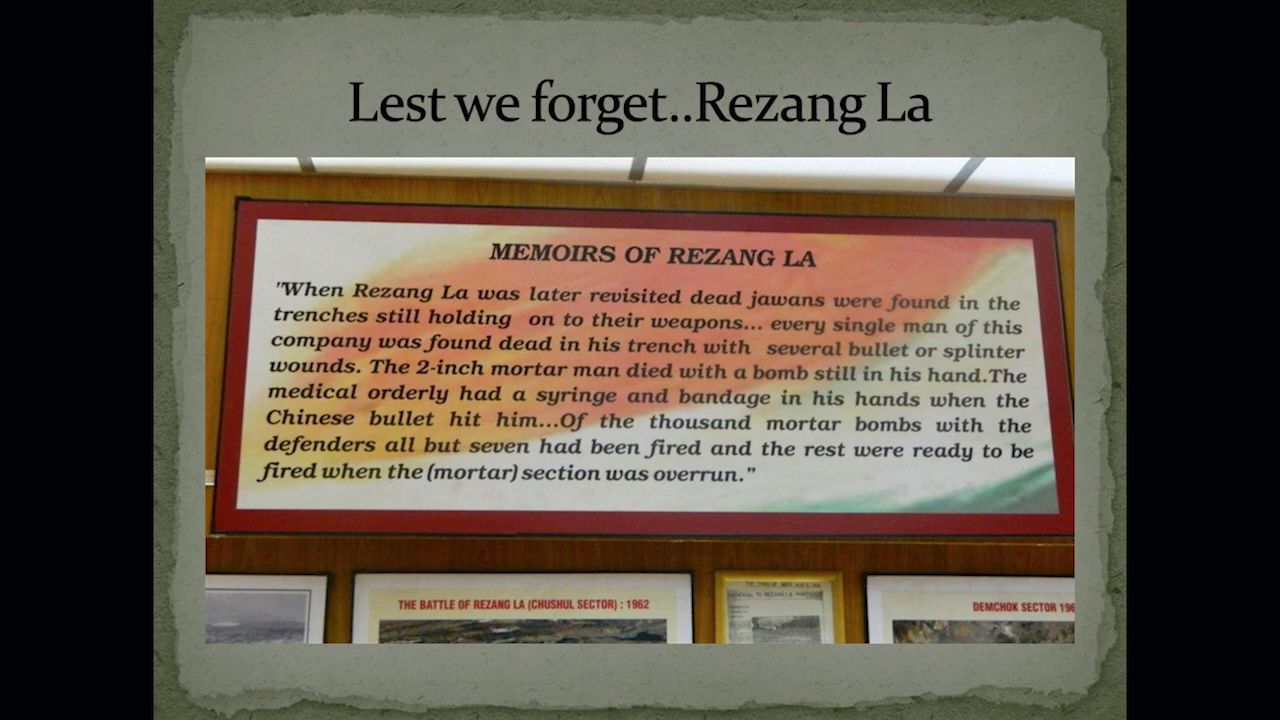 Lest we forget..Rezang La
MEMOIRS OF REZANG LA
"When Rezang La was later revisited dead jawans were found in the
trenches still holding on to their weapons... every single man of this
company was found dead in his trench with several bullet or splinter
wounds. The 2-inch mortar man died with a bomb still in his hand.The
medical orderly had a syringe and bandage in his hands when the
Chinese bullet hit him...Of the thousand mortar bombs with the
defenders all but seven had been fired and the rest were ready to be
fired when the (mortar) section was overrun."
THE BATTLE OF REZANG LA (CHUSHUL SECTOR) : 1962
DEMCHOK SECTOR 196